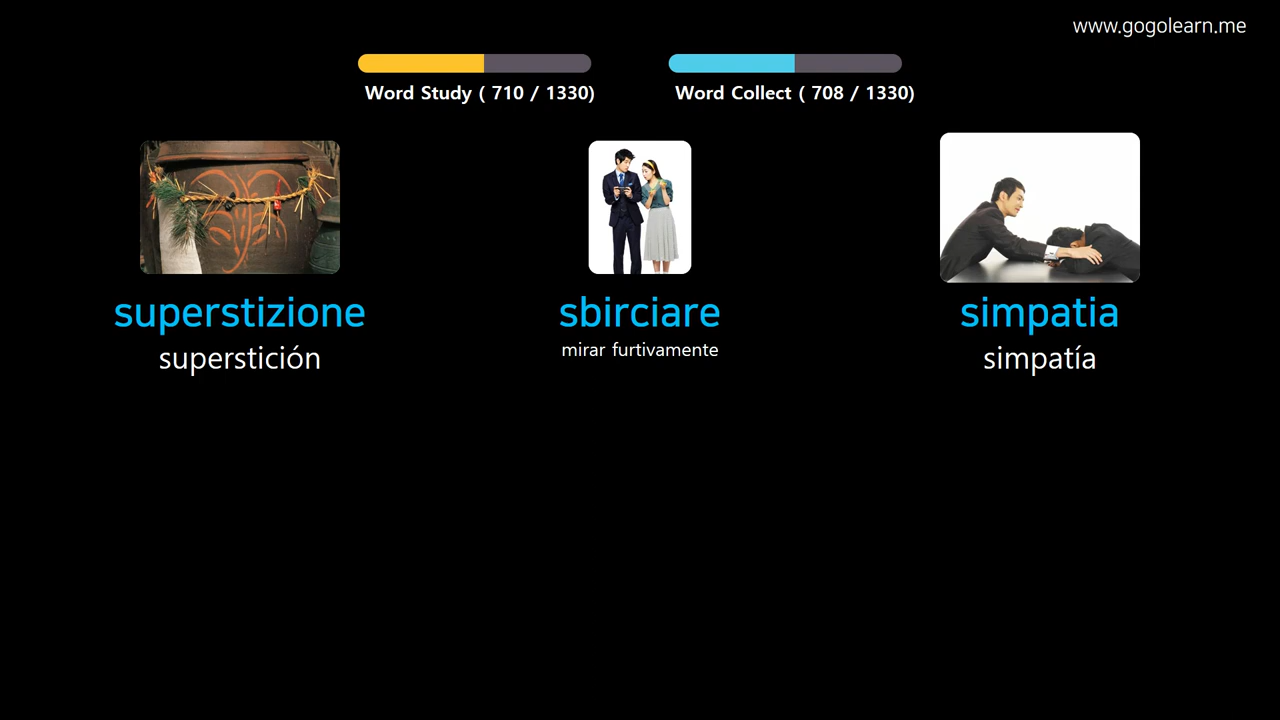 www.gogolearn.me
Word Study ( 710 / 1330)
Word Collect ( 708 / 1330)
superstizione
superstición
sbirciare
mirar furtivamente
simpatia
simpatía